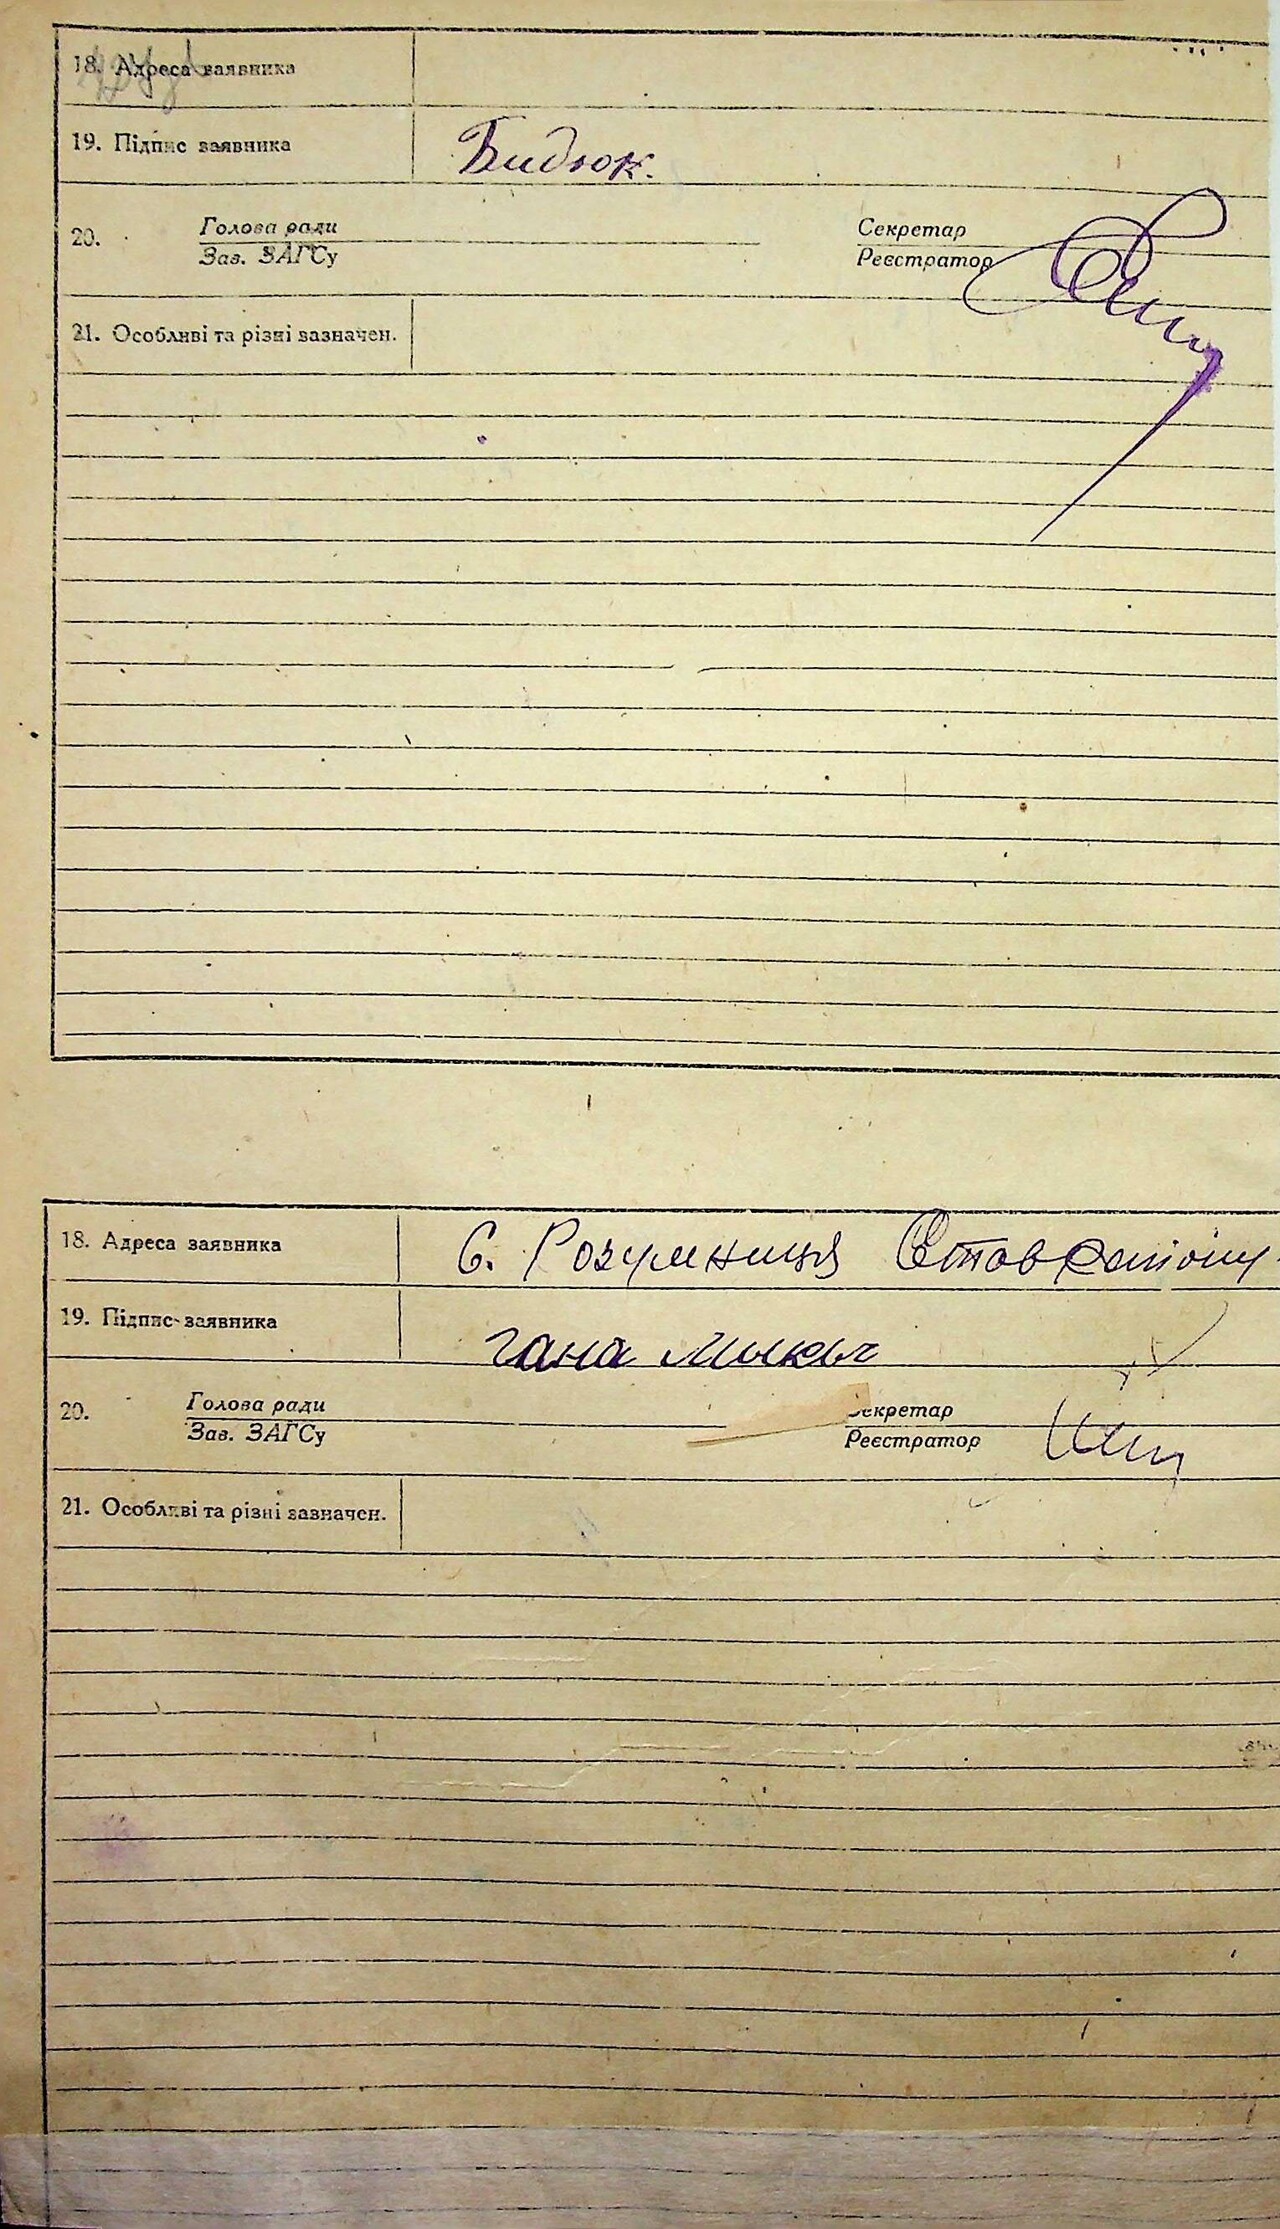 18. Адреса заявника
19. Підпис заявника Бидюк.
20. Голова ради Секретар
Зав. ЗАГСу Реєстратор
21. Особливі та різні зазначен.
18. Адреса заявника С. Розумниця
19. Підпис заявника гана
20. Голова ради Секретар
Зав. ЗАГСу Реєстратор
21. Особливі та різні зазначен.